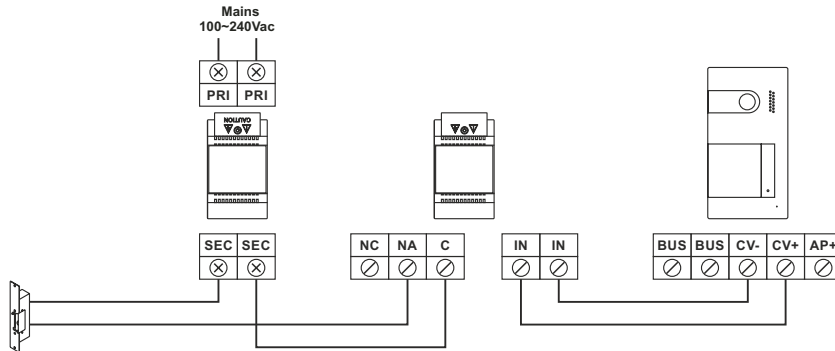 Mains
100~240Vac
PRI PRI
CAUTION
SEC SEC NC NA C IN IN BUS BUS CV- CV+ AP+